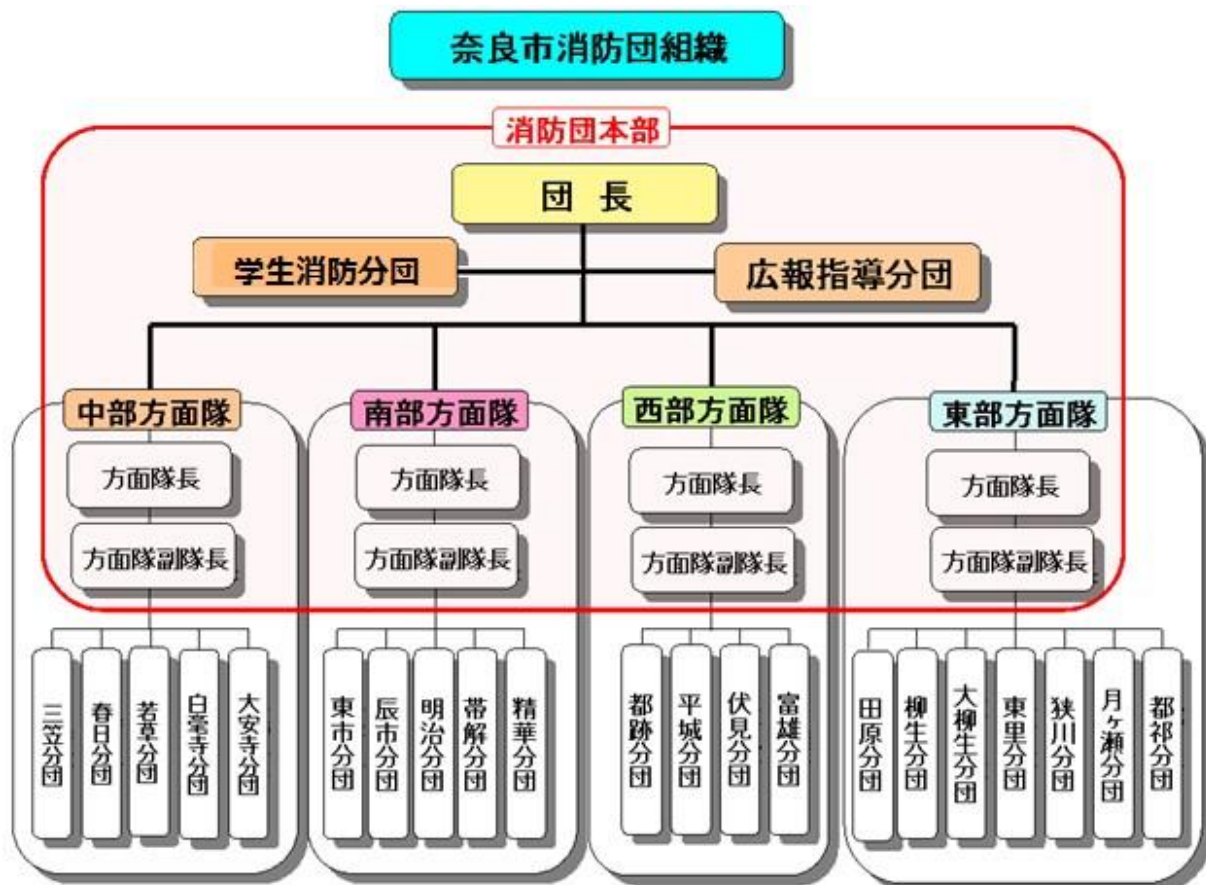 奈良市消防団組織
消防団本部
団 長
学生消防分団
広報指導分団
中部方面隊
方面隊長
方面隊副隊長
三笠分団
春日分団
若草分団
白毫寺分団
大安寺分団
南部方面隊
方面隊長
方面隊副隊長
東市分団
辰市分団
明治分団
帯解分団
精華分団
西部方面隊
方面隊長
方面隊副隊長
都跡分団
平城分団
伏見分団
富雄分団
東部方面隊
方面隊長
方面隊副隊長
田原分団
柳生分団
大柳生分団
東里分団
狭川分団
月ヶ瀬分団
都祁分団